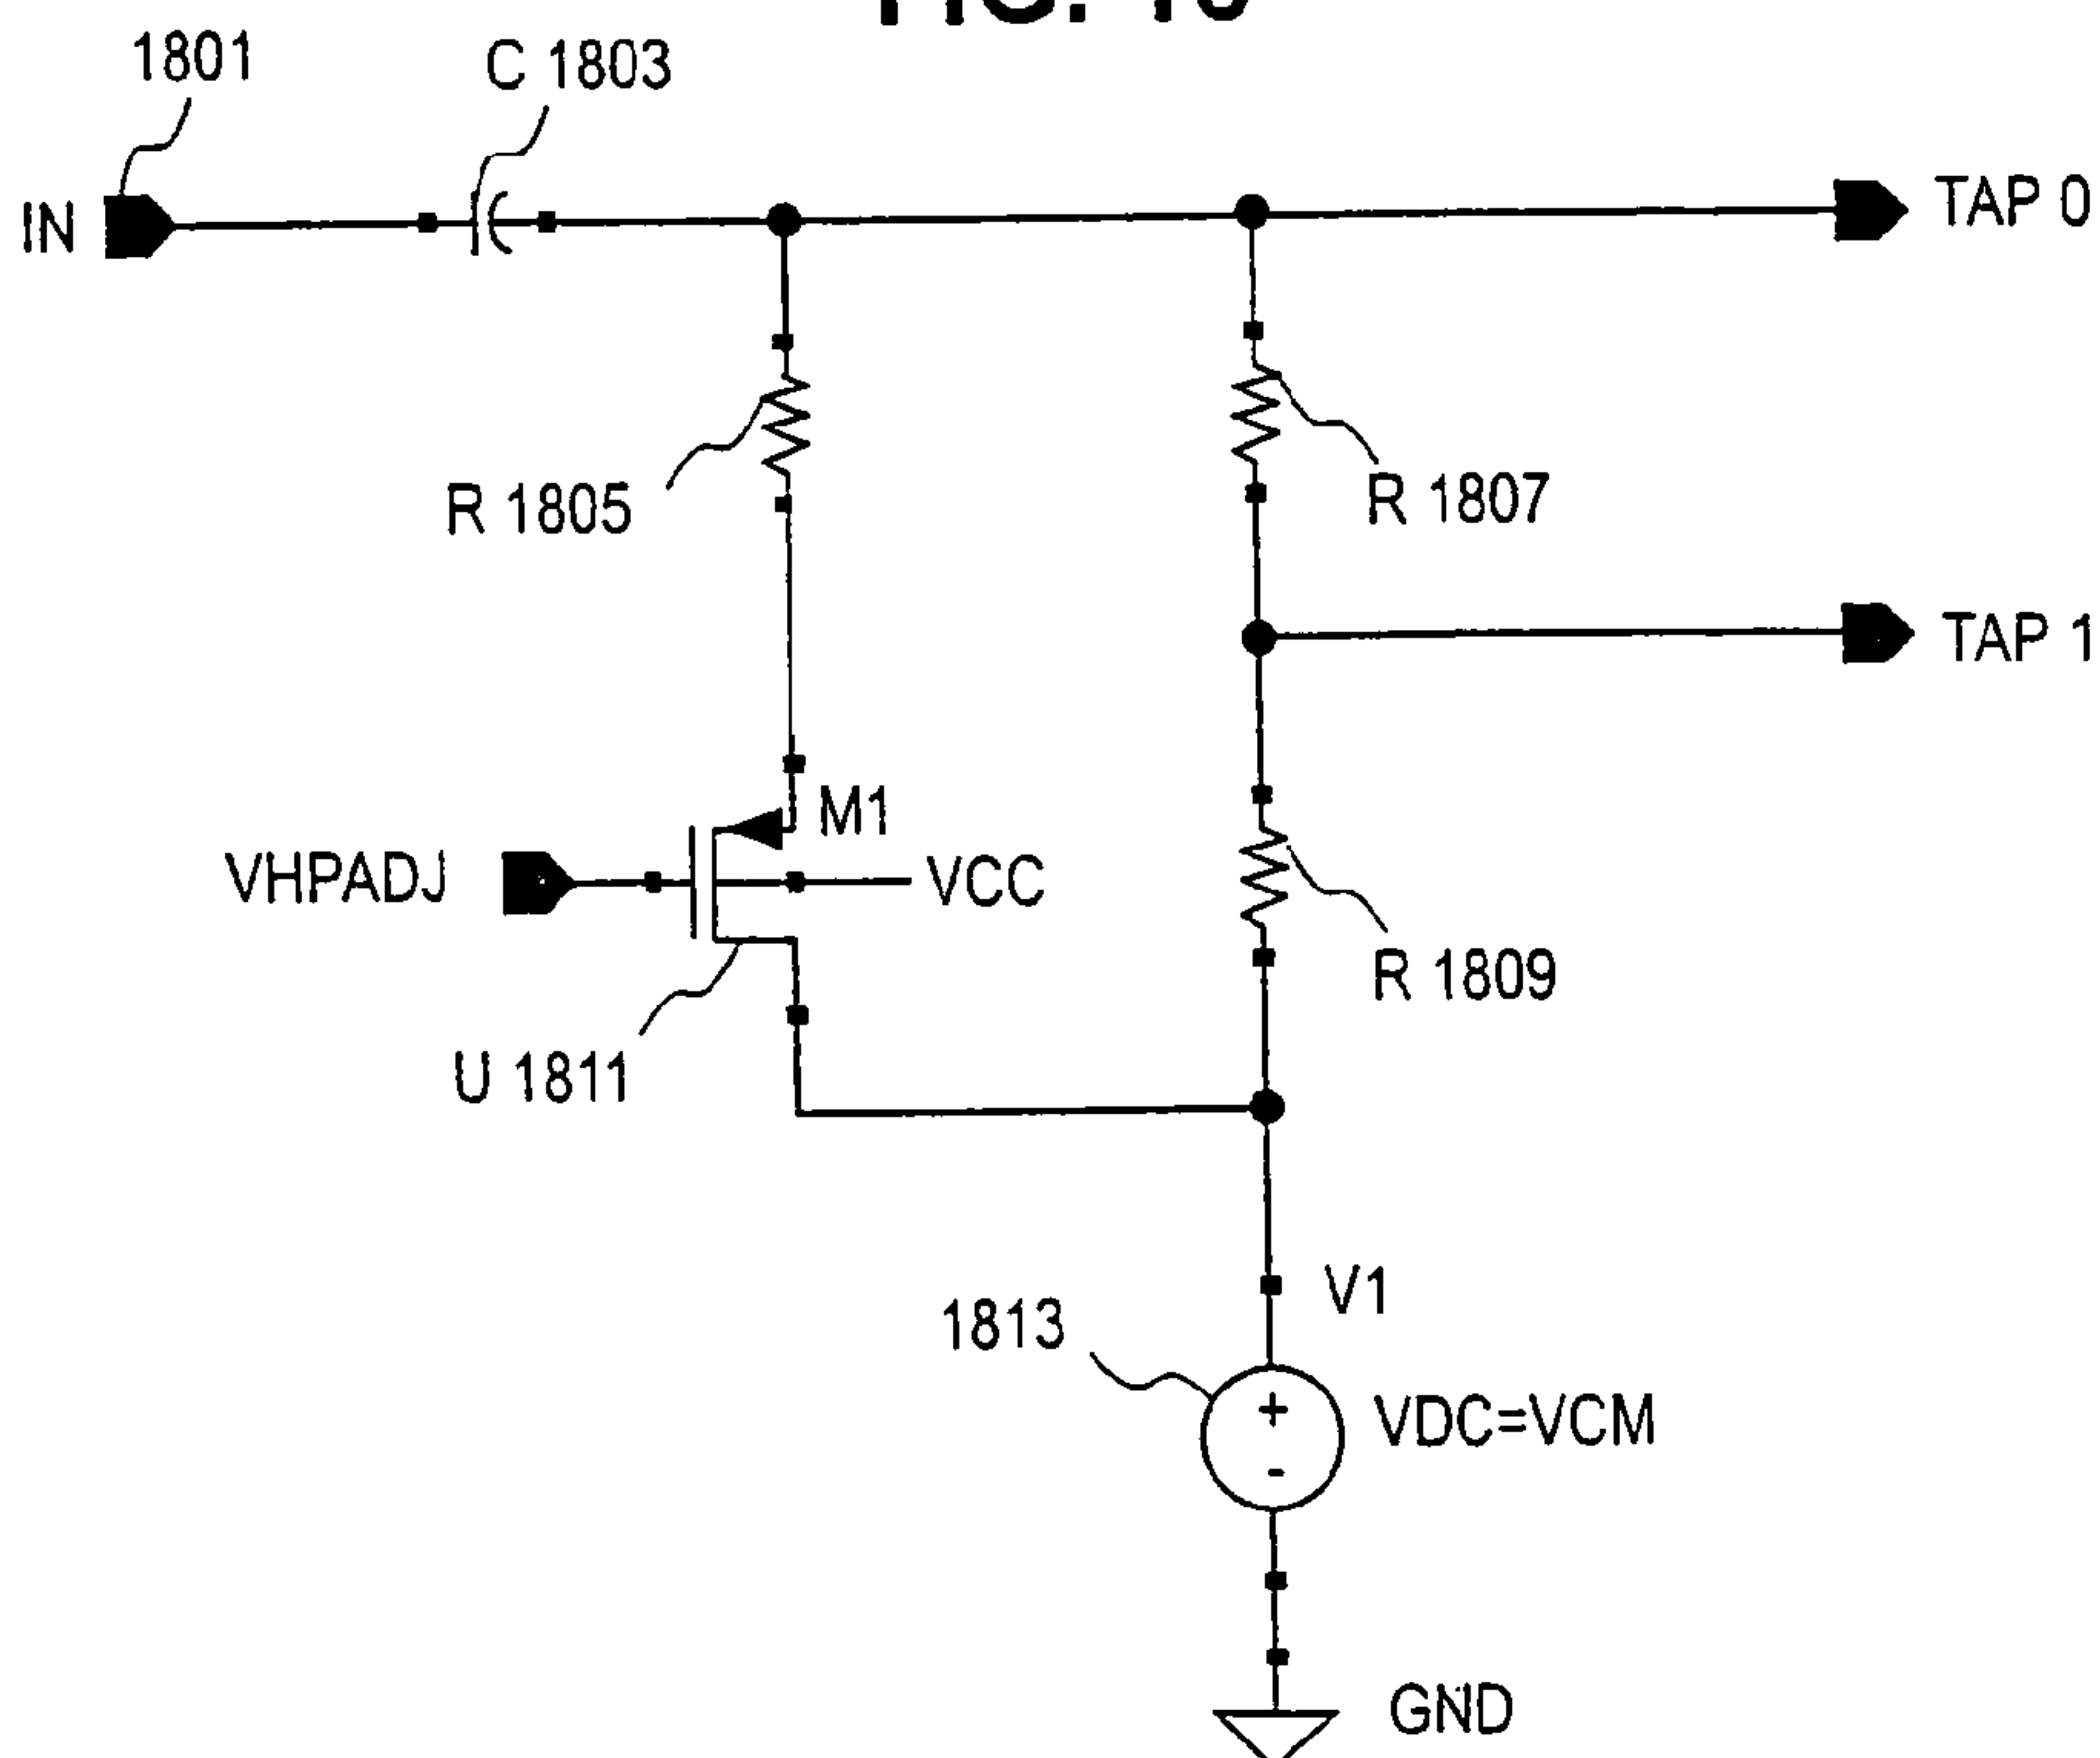 1801
C 1803
IN
TAP 0
R 1805
R 1807
TAP 1
M1
VHPADJ
VCC
R 1809
U 1811
V1
1813
+
VDC=VCM
-
GND